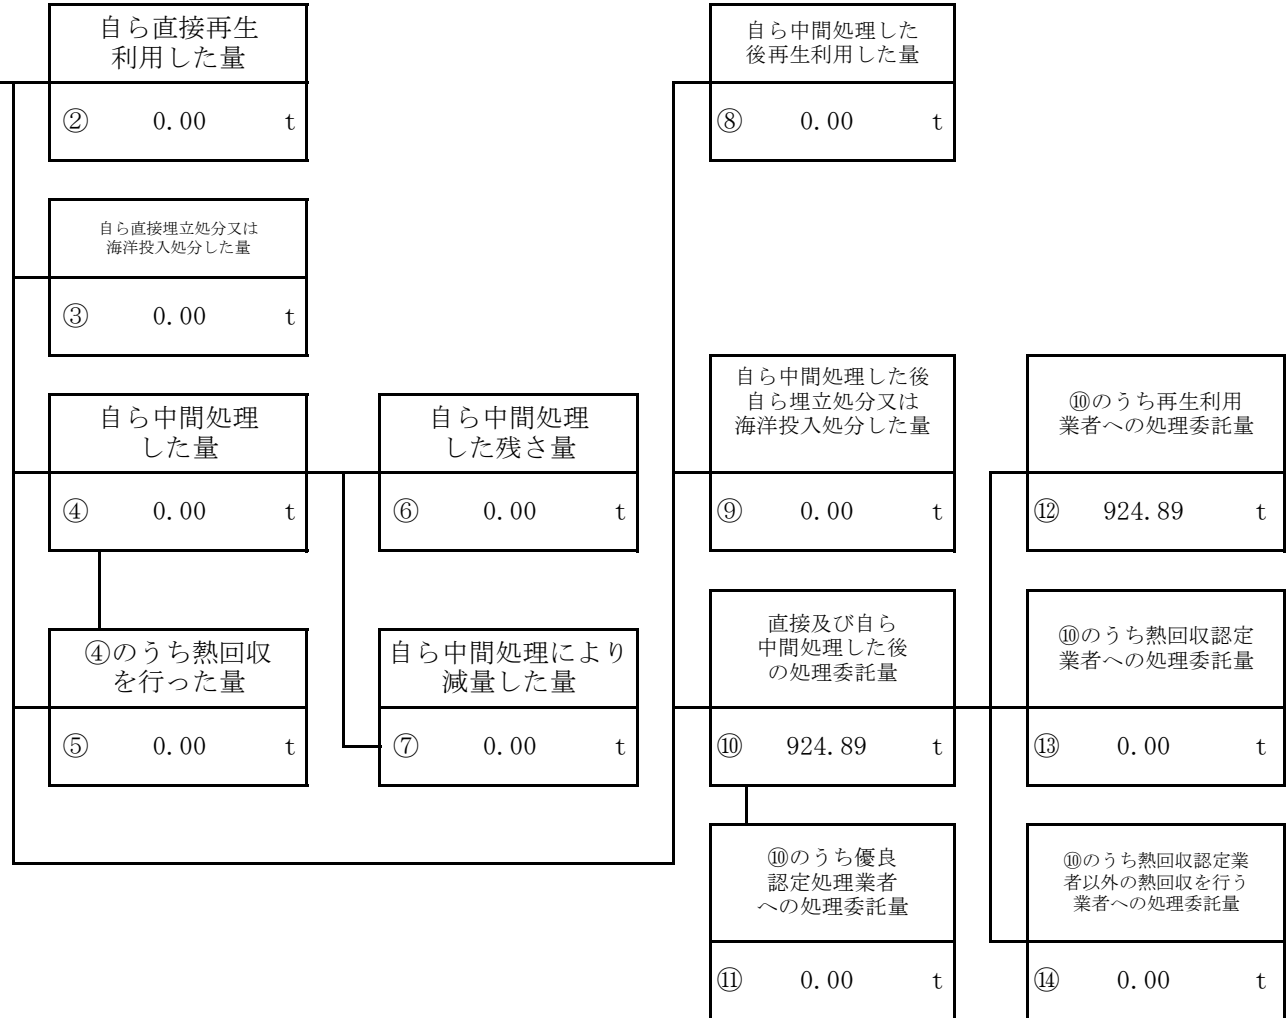 自ら直接再生
利用した量
② 0.00 t
自ら中間処理した
後再生利用した量
⑧ 0.00 t
自ら直接埋立処分又は
海洋投入処分した量
③ 0.00 t
自ら中間処理
した量
④ 0.00 t
自ら中間処理
した残さ量
⑥ 0.00 t
自ら中間処理した後
自ら埋立処分又は
海洋投入処分した量
⑨ 0.00 t
⑩のうち再生利用
業者への処理委託量
⑫ 924.89 t
④のうち熱回収
を行った量
⑤ 0.00 t
自ら中間処理により
減量した量
⑦ 0.00 t
直接及び自ら
中間処理した後
の処理委託量
⑩ 924.89 t
⑩のうち熱回収認定
業者への処理委託量
⑬ 0.00 t
⑩のうち優良
認定処理業者
への処理委託量
⑪ 0.00 t
⑩のうち熱回収認定業
者以外の熱回収を行う
業者への処理委託量
⑭ 0.00 t